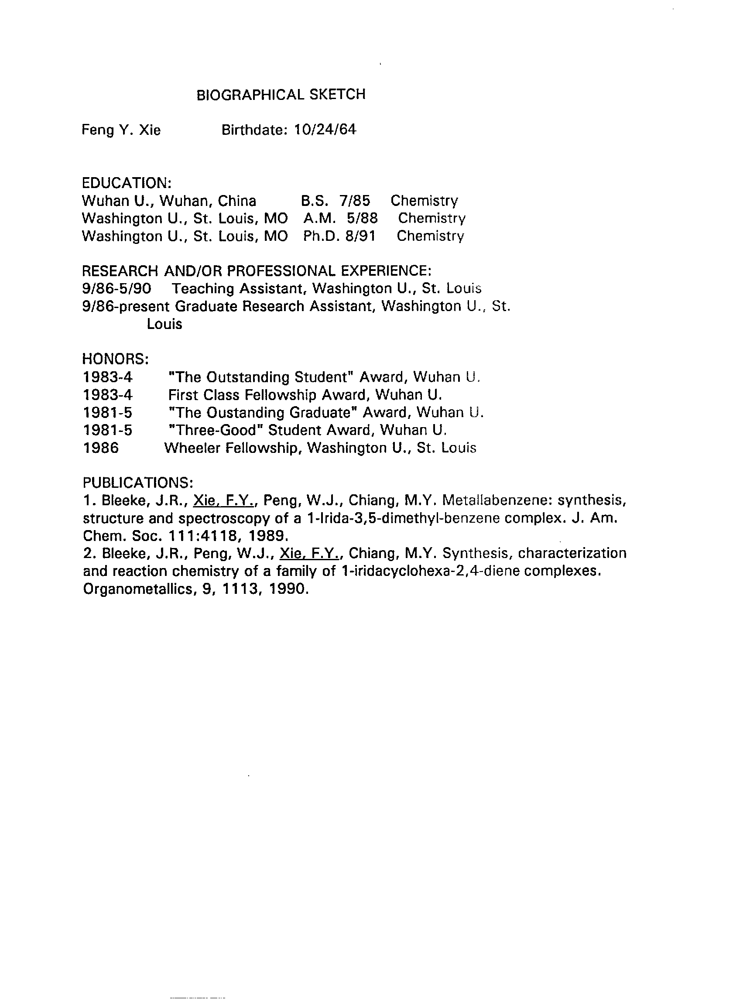 BIOGRAPHICAL SKETCH
Feng Y. Xie Birthdate: 10/24/64
EDUCATION:
Wuhan U., Wuhan, China B.S. 7/85 Chemistry
Washington U., St. Louis, MO A.M. 5/88 Chemistry
Washington U., St. Louis, MO Ph.D. 8/91 Chemistry
RESEARCH AND/OR PROFESSIONAL EXPERIENCE:
9/86-5/90 Teaching Assistant, Washington U., St. Louis
9/86-present Graduate Research Assistant, Washington U., St.
Louis
HONORS:
1983-4 "The Outstanding Student" Award, Wuhan U.
1983-4 First Class Fellowship Award, Wuhan U.
1981-5 "The Oustanding Graduate" Award, Wuhan U.
1981-5 "Three-Good" Student Award, Wuhan U.
1986 Wheeler Fellowship, Washington U., St. Louis
PUBLICATIONS:
1. Bleeke, J.R., Xie, F.Y., Peng, W.J., Chiang, M.Y. Metallabenzene: synthesis,
structure and spectroscopy of a 1-Irida-3,5-dimethyl-benzene complex. J. Am.
Chem. Soc. 111:4118, 1989.
2. Bleeke, J.R., Peng, W.J., Xie, F.Y., Chiang, M.Y. Synthesis, characterization
and reaction chemistry of a family of 1-iridacyclohexa-2,4-diene complexes.
Organometallics, 9, 1113, 1990.